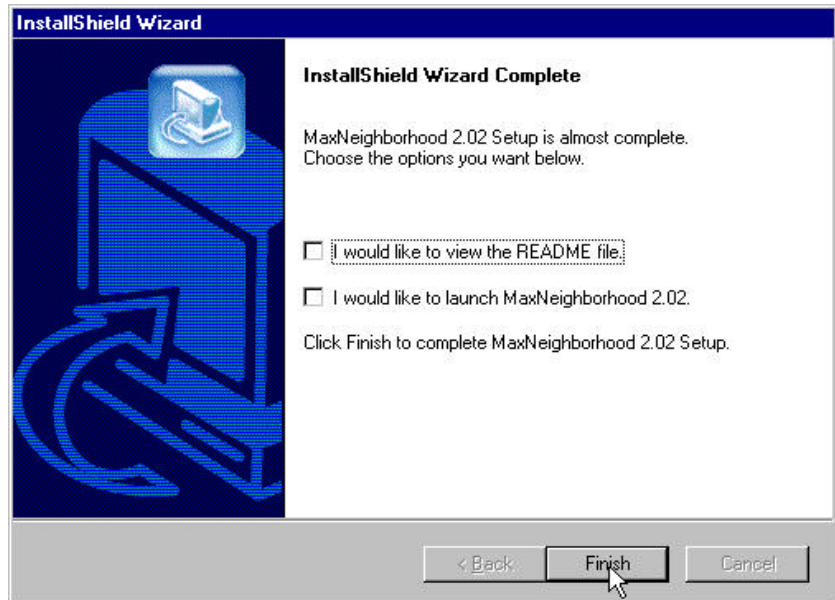 InstallShield Wizard
InstallShield Wizard Complete
MaxNeighborhood 2.02 Setup is almost complete.
Choose the options you want below.
I would like to view the README file.
I would like to launch MaxNeighborhood 2.02.
Click Finish to complete MaxNeighborhood 2.02 Setup.
< Back Finish Cancel